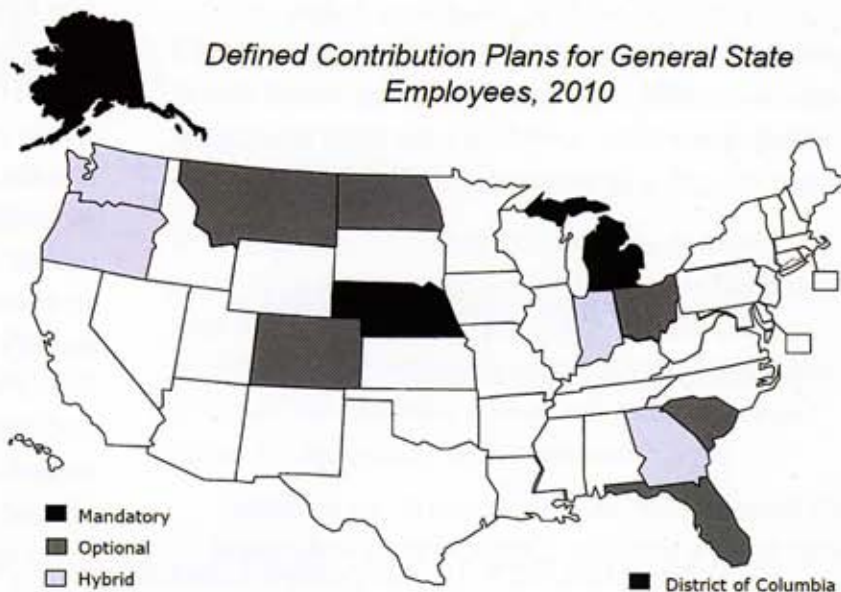 Defined Contribution Plans for General State
Employees, 2010
Mandatory
Optional
Hybrid
District of Columbia